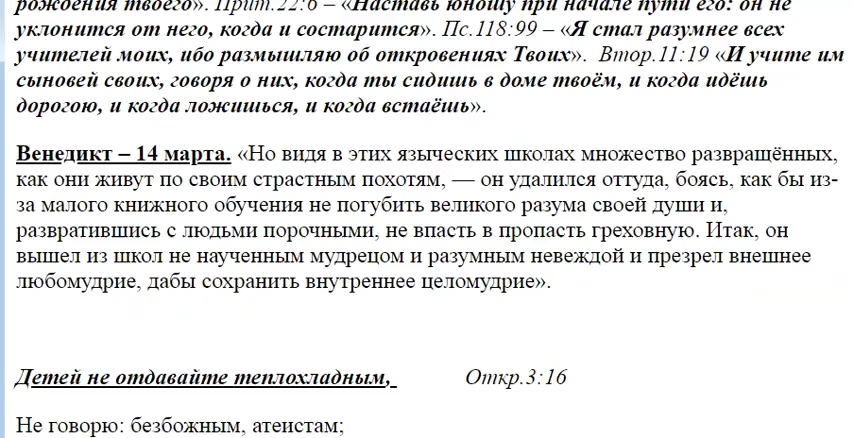 рождения твоего». Прит.22:6 – «Наставь юношу при начале пути его: он не
уклонится от него, когда и состарится». Пс.118:99 – «Я стал разумнее всех
учителей моих, ибо размышляю об откровениях Твоих». Втор.11:19 «И учите им
сыновей своих, говоря о них, когда ты сидишь в доме твоём, и когда идёшь
дорогою, и когда ложишься, и когда встаёшь».
Венедикт – 14 марта. «Но видя в этих языческих школах множество развращённых,
как они живут по своим страстным похотям, — он удалился оттуда, боясь, как бы из-
за малого книжного обучения не погубить великого разума своей души и,
развратившись с людьми порочными, не впасть в пропасть греховную. Итак, он
вышел из школ не наученным мудрецом и разумным невеждой и презрел внешнее
любомудрие, дабы сохранить внутреннее целомудрие».
Детей не отдавайте теплохладным, Откр.3:16
Не говорю: безбожным, атеистам;